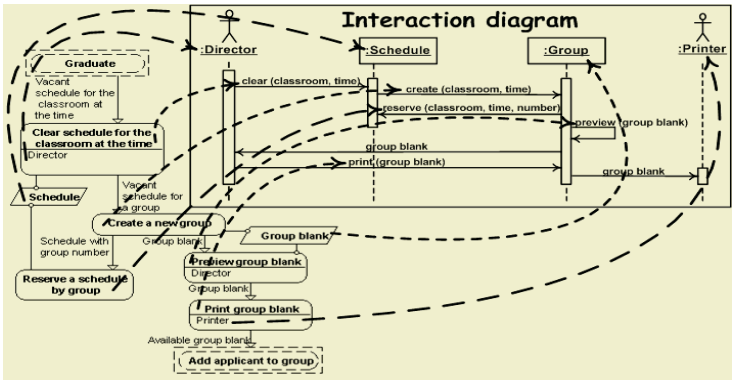 Interaction diagram
:Director
:Schedule
:Group
:Printer
clear (classroom, time)
create (classroom, time)
reserve (classroom, time, number)
preview (group blank)
group blank
print (group blank)
group blank
Graduate
Vacant
schedule for the
classroom at
the time
Clear schedule for the
classroom at the time
Director
Schedule
Vacant
schedule for
a group
Create a new group
Schedule with
group number
Group blank
Group blank
Reserve a schedule
by group
Preview group blank
Director
Group blank
Print group blank
Printer
Available group blank
Add applicant to group